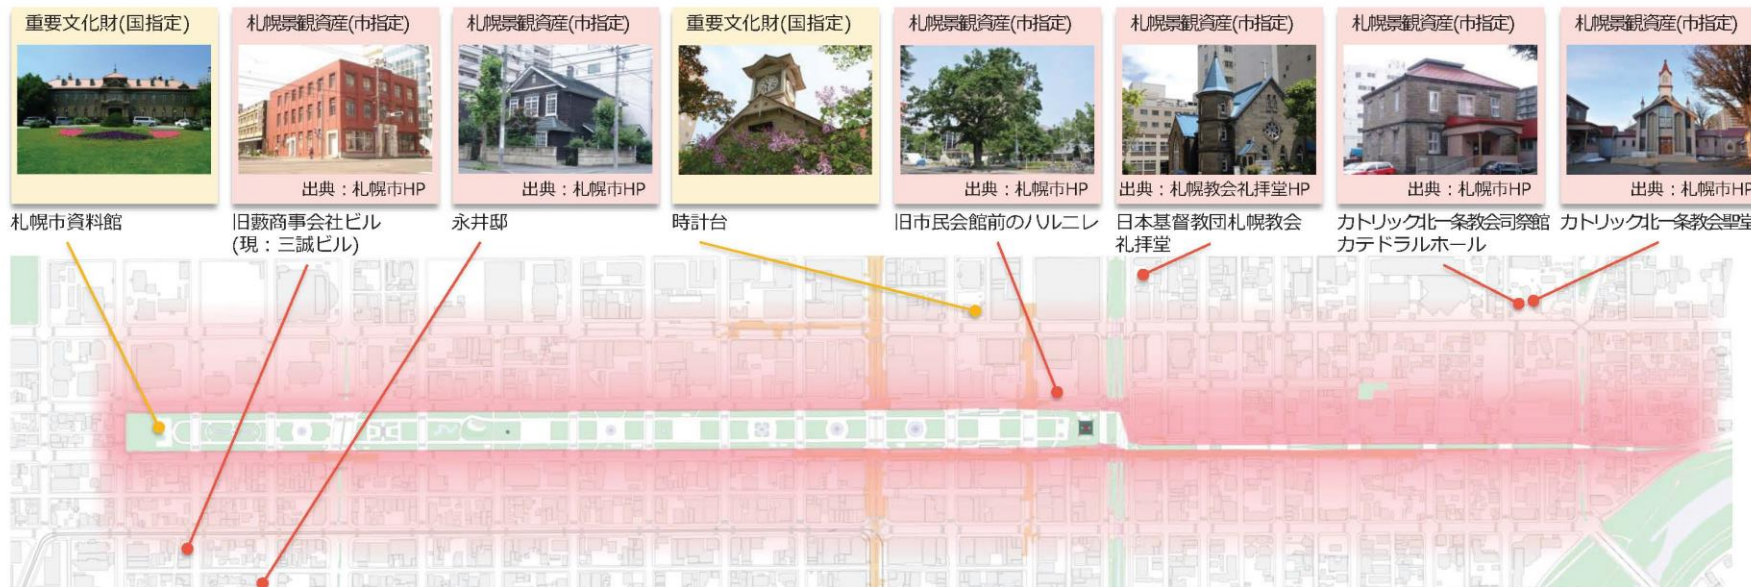 重要文化財(国指定)
札幌市資料館
札幌景観資産(市指定)
出典：札幌市HP
旧藪商事会社ビル
(現：三誠ビル)
札幌景観資産(市指定)
出典：札幌市HP
永井邸
重要文化財(国指定)
時計台
札幌景観資産(市指定)
出典：札幌市HP
旧市民会館前のハルニレ
札幌景観資産(市指定)
出典：札幌教会礼拝堂HP
日本基督教団札幌教会
礼拝堂
札幌景観資産(市指定)
出典：札幌市HP
カトリック北一条教会司祭館
カテドラルホール
札幌景観資産(市指定)
出典：札幌市HP
カトリック北一条教会聖堂